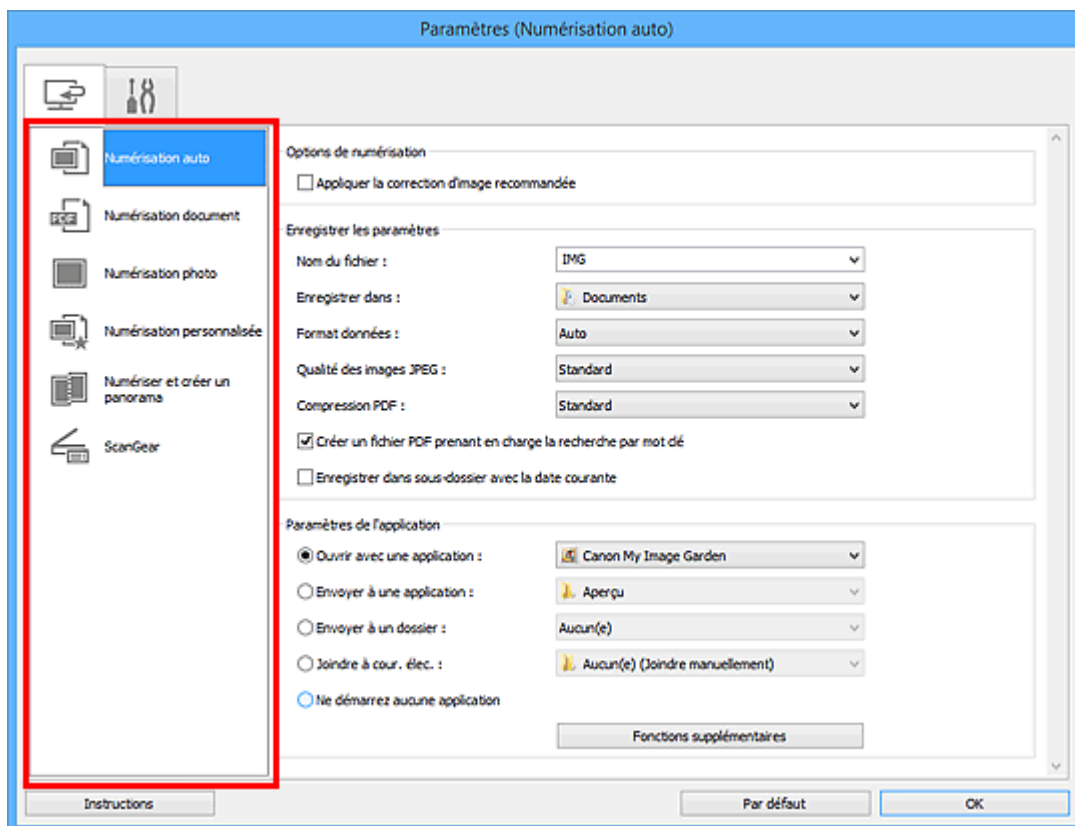 Paramètres (Numérisation auto)
Numérisation auto
Numérisation document
Numérisation photo
Numérisation personnalisée
Numériser et créer un
panorama
ScanGear
Options de numérisation
Appliquer la correction d'image recommandée
Enregistrer les paramètres
Nom du fichier : IMG
Enregistrer dans : Documents
Format données : Auto
Qualité des images JPEG : Standard
Compression PDF : Standard
Créer un fichier PDF prenant en charge la recherche par mot clé
Enregistrer dans sous-dossier avec la date courante
Paramètres de l'application
Ouvrir avec une application : Canon My Image Garden
Envoyer à une application : Aperçu
Envoyer à un dossier : Aucun(e)
Joindre à cour. élec. : Aucun(e) (Joindre manuellement)
Ne démarrez aucune application
Fonctions supplémentaires
Instructions Par défaut OK